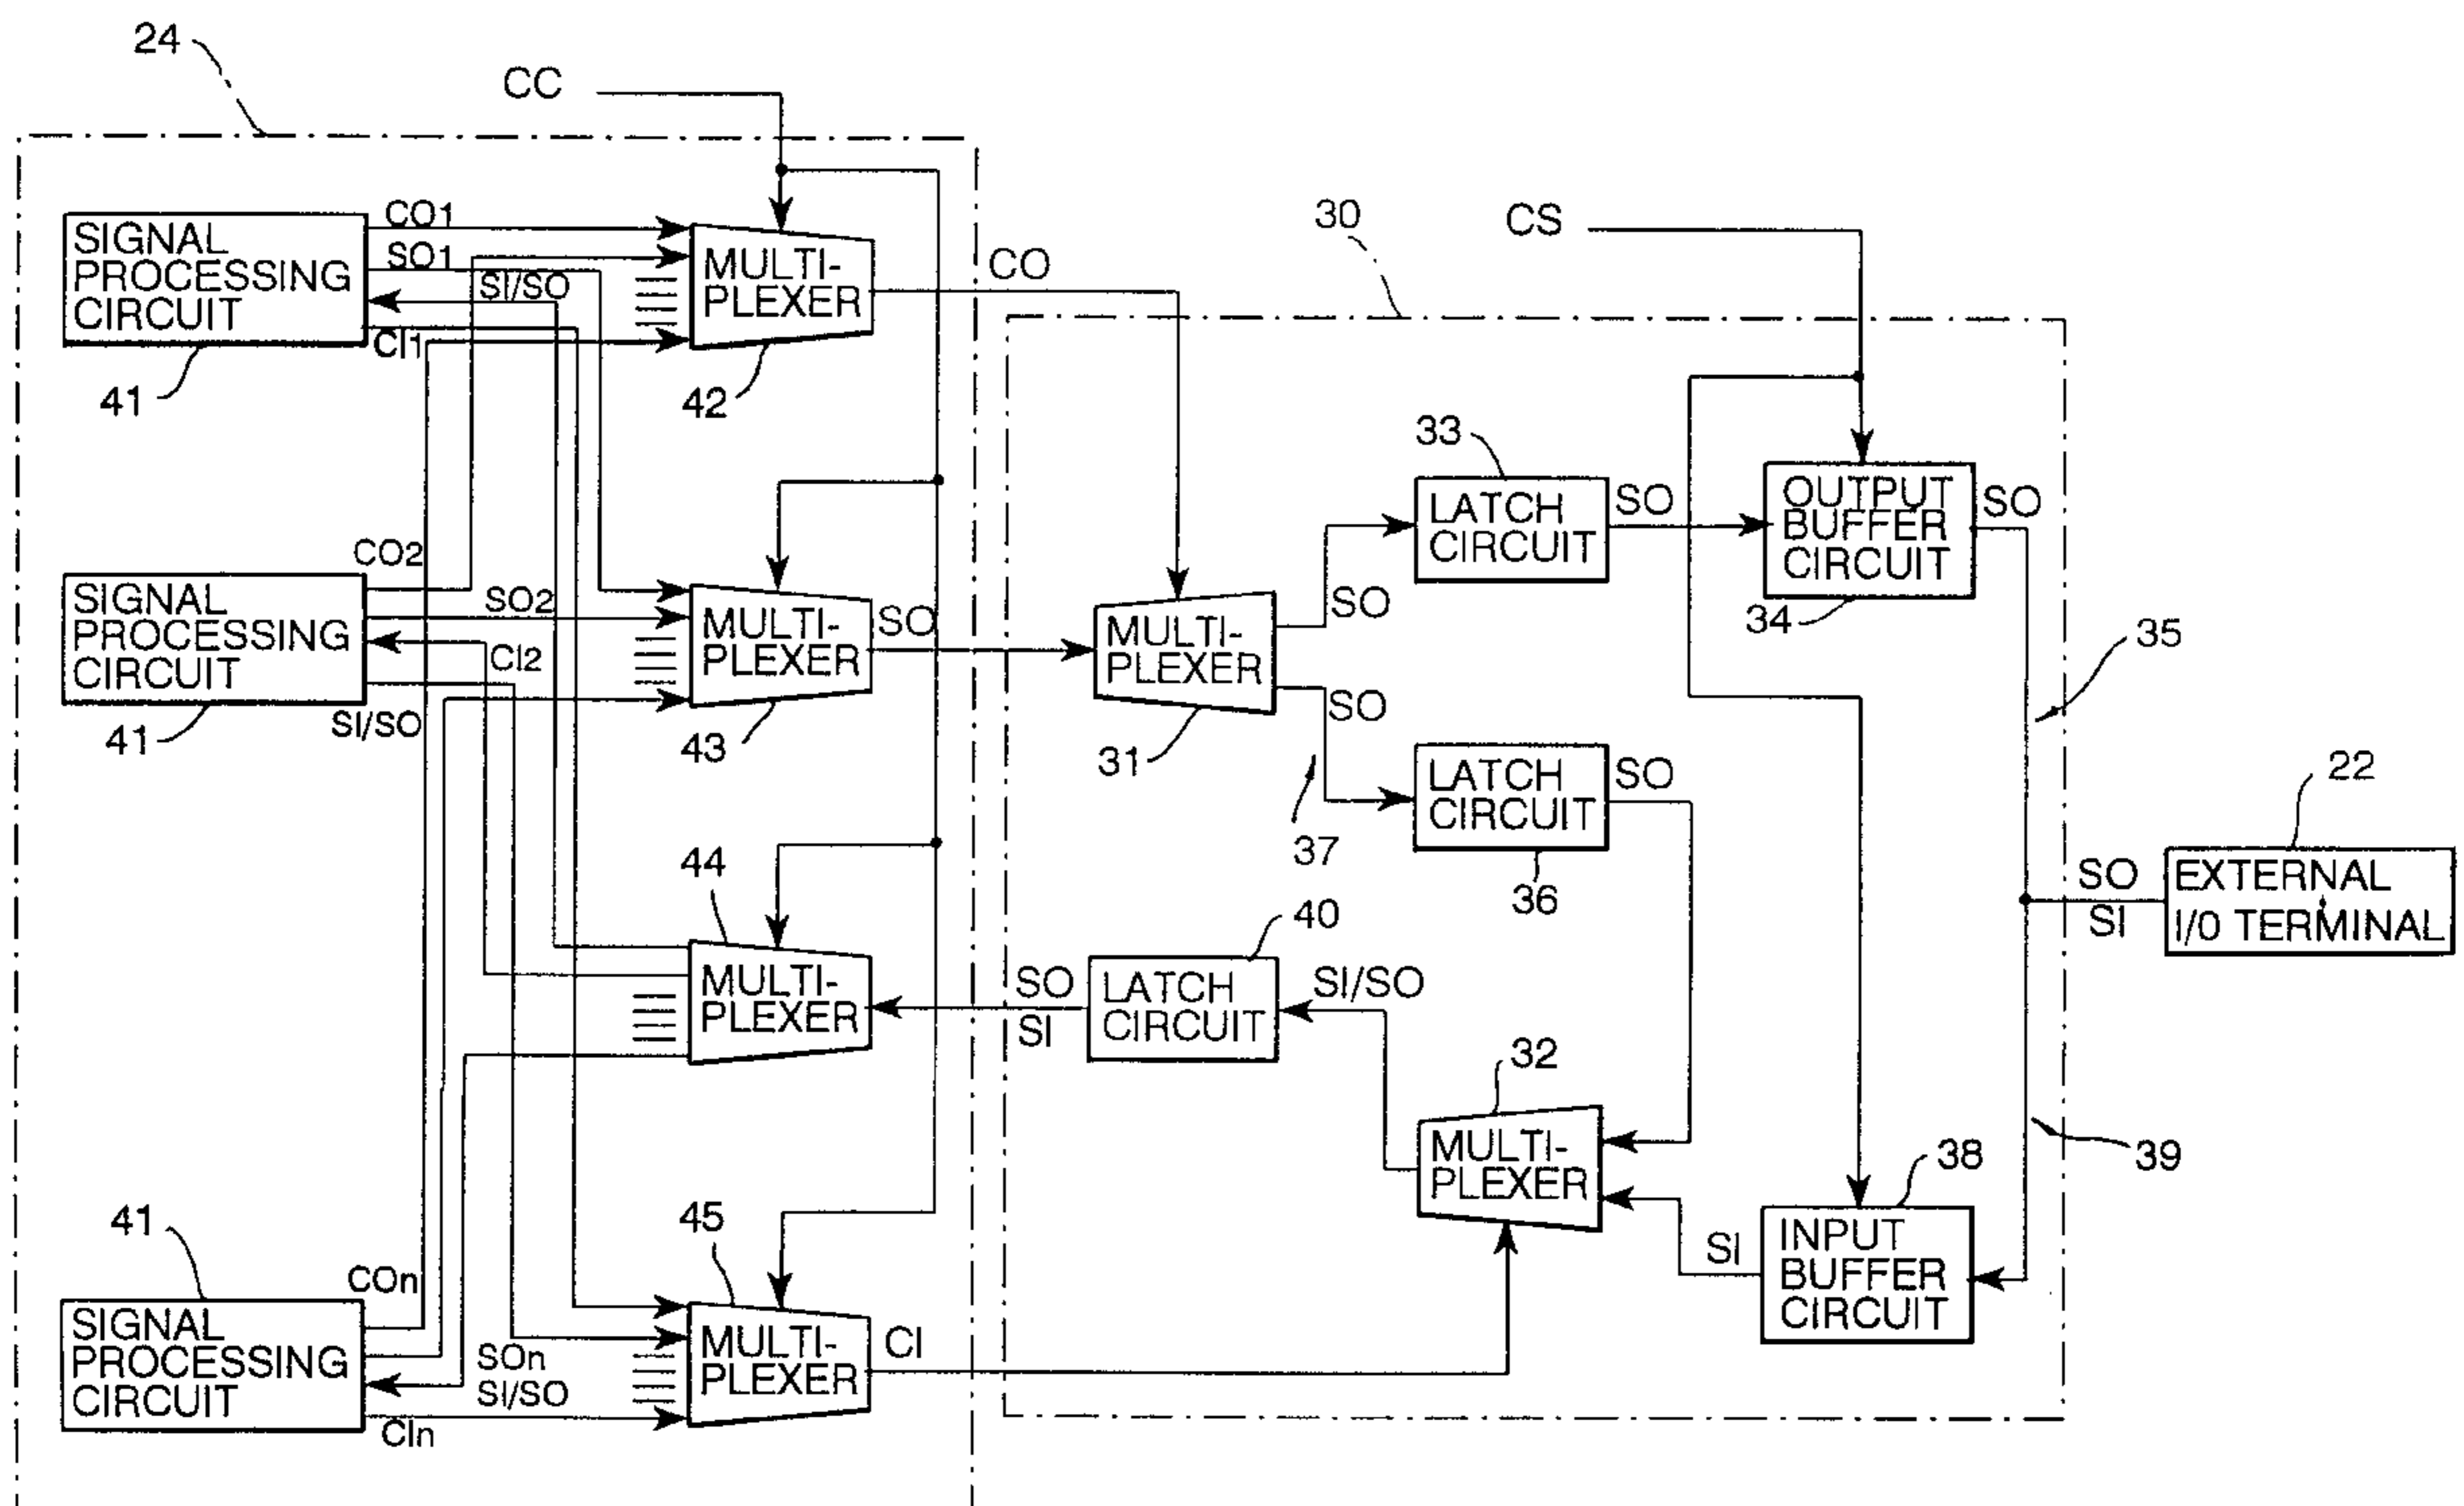 24
CC
30
CS
SIGNAL
PROCESSING
CIRCUIT
41
CO1
SO1
SI/SO
CI1
MULTI-
PLEXER
42
CO
33
LATCH
CIRCUIT
SO
OUTPUT
BUFFER
CIRCUIT
34
SO
35
SIGNAL
PROCESSING
CIRCUIT
41
CO2
SO2
CI2
SI/SO
MULTI-
PLEXER
43
SO
MULTI-
PLEXER
31
SO
SO
37
LATCH
CIRCUIT
36
SO
22
EXTERNAL
I/O TERMINAL
SO
SI
44
MULTI-
PLEXER
SO
SI
40
LATCH
CIRCUIT
SI/SO
32
MULTI-
PLEXER
39
38
INPUT
BUFFER
CIRCUIT
SI
41
SIGNAL
PROCESSING
CIRCUIT
COn
SOn
SI/SO
CIn
45
MULTI-
PLEXER
CI